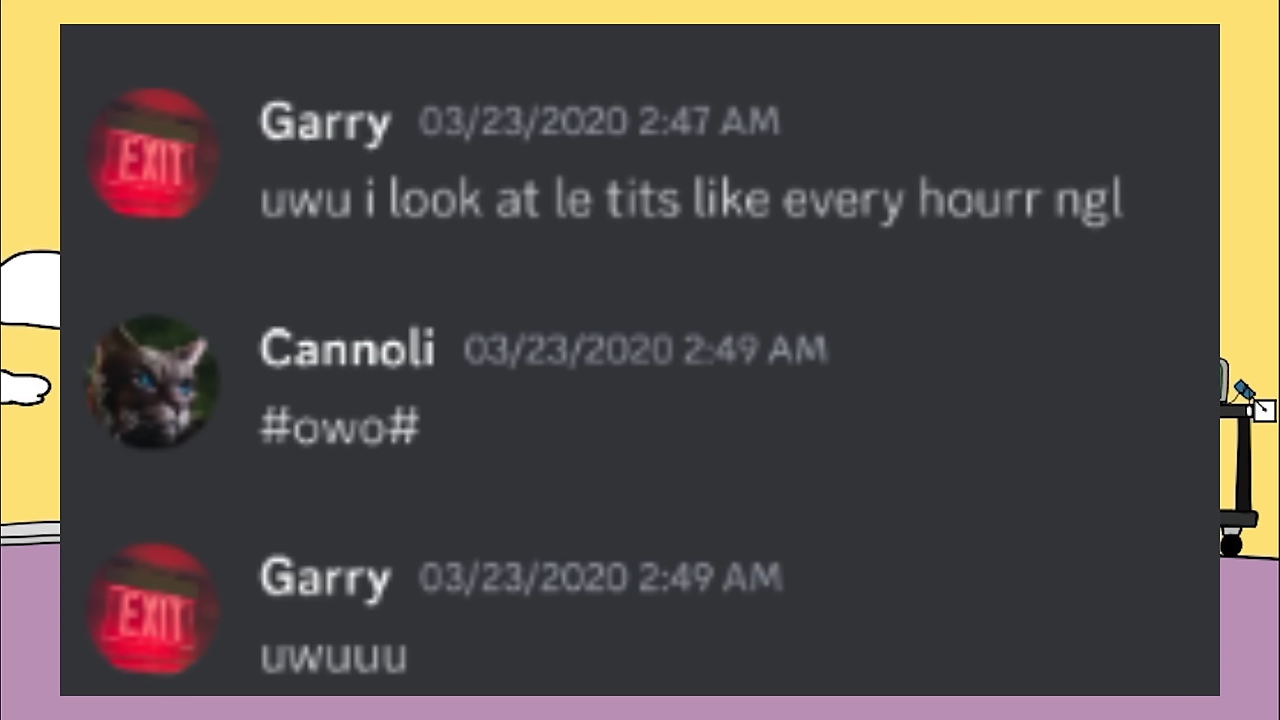 Garry 03/23/2020 2:47 AM
EXIT
uwu i look at le tits like every hourr ngl
Cannoli 03/23/2020 2:49 AM
#owo#
Garry 03/23/2020 2:49 AM
EXIT
uwuuu